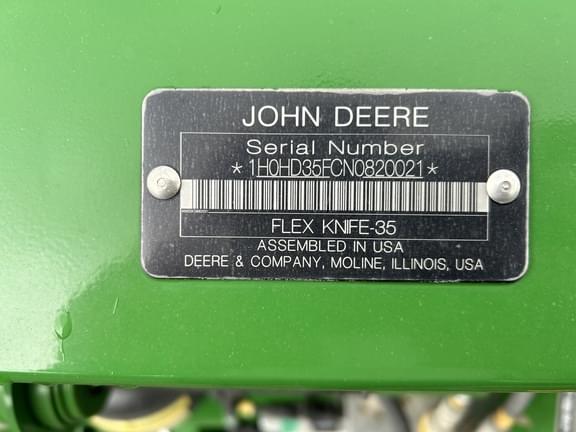 JOHN DEERE
Serial Number
*1H0HD35FCN0820021*
FLEX KNIFE-35
ASSEMBLED IN USA
DEERE & COMPANY, MOLINE, ILLINOIS, USA